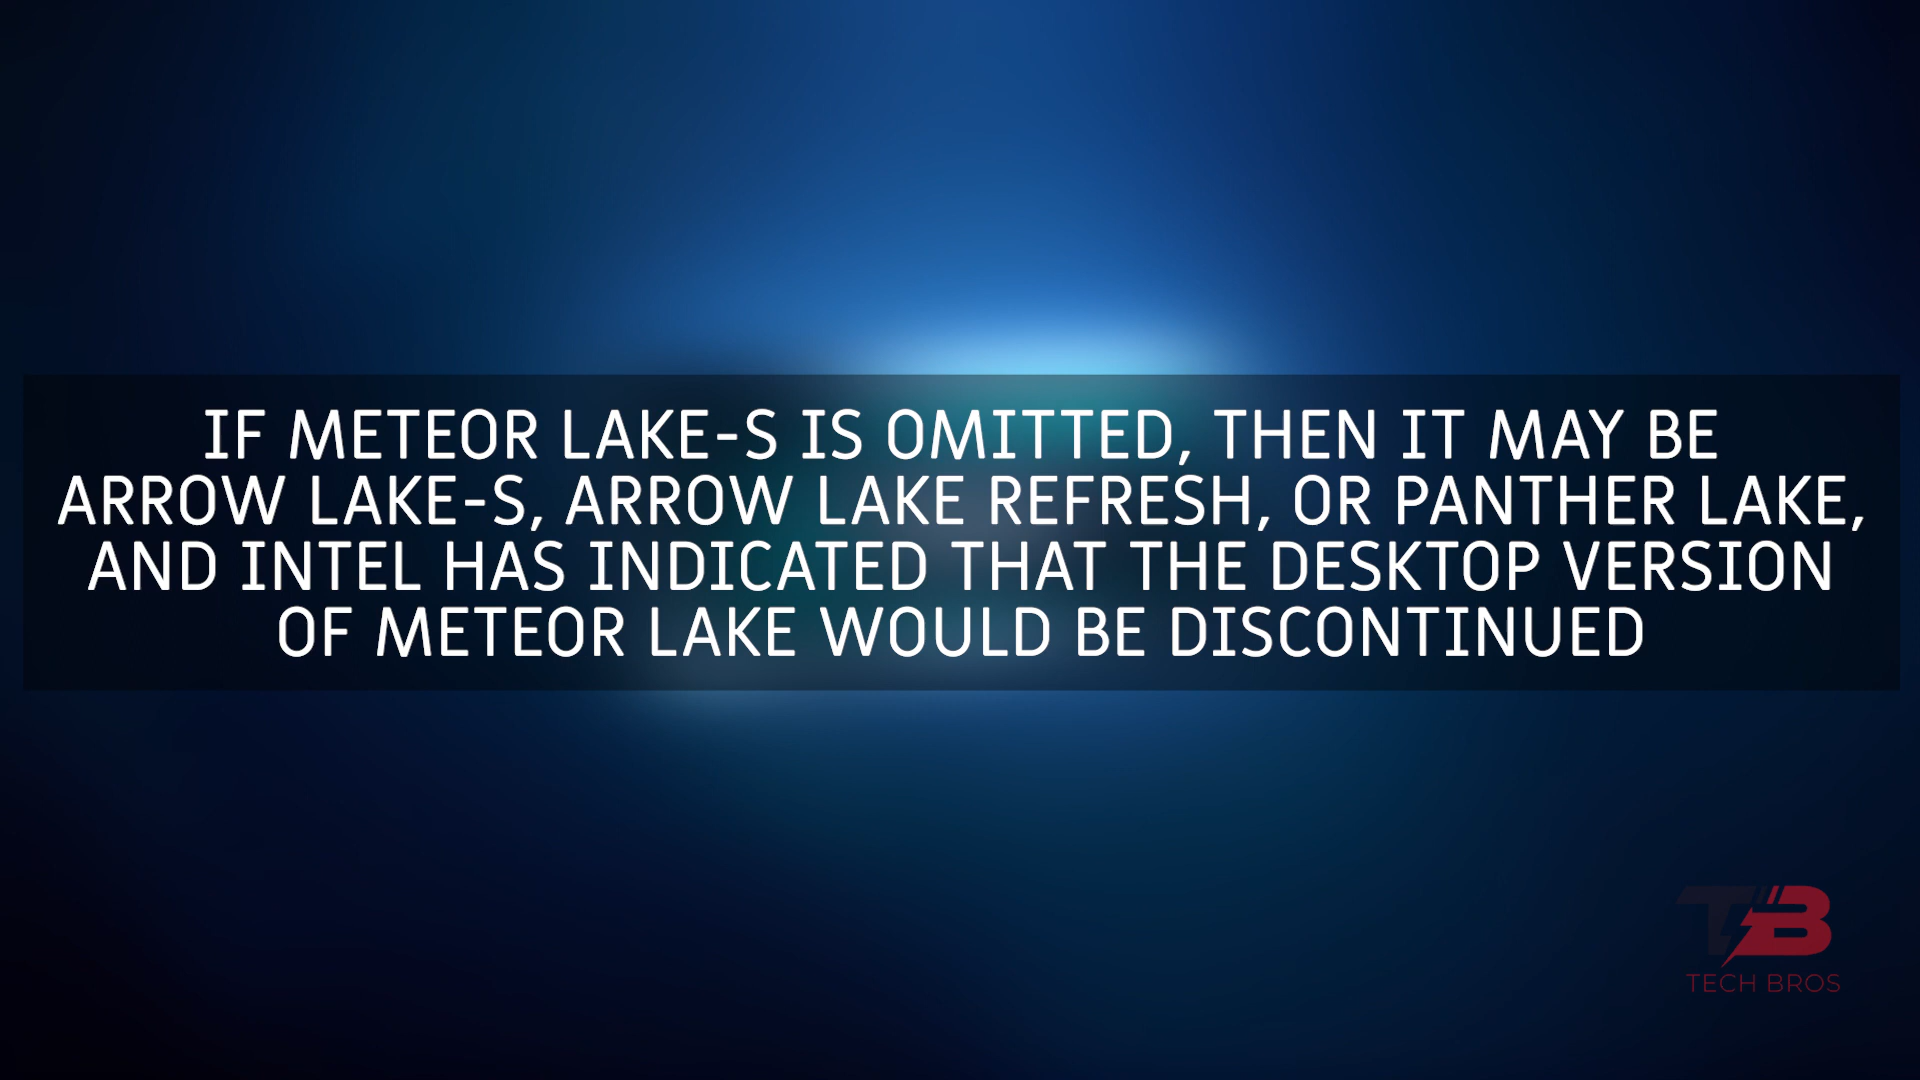 IF METEOR LAKE-S IS OMITTED, THEN IT MAY BE
ARROW LAKE-S, ARROW LAKE REFRESH, OR PANTHER LAKE,
AND INTEL HAS INDICATED THAT THE DESKTOP VERSION
OF METEOR LAKE WOULD BE DISCONTINUED
TB
TECH BROS